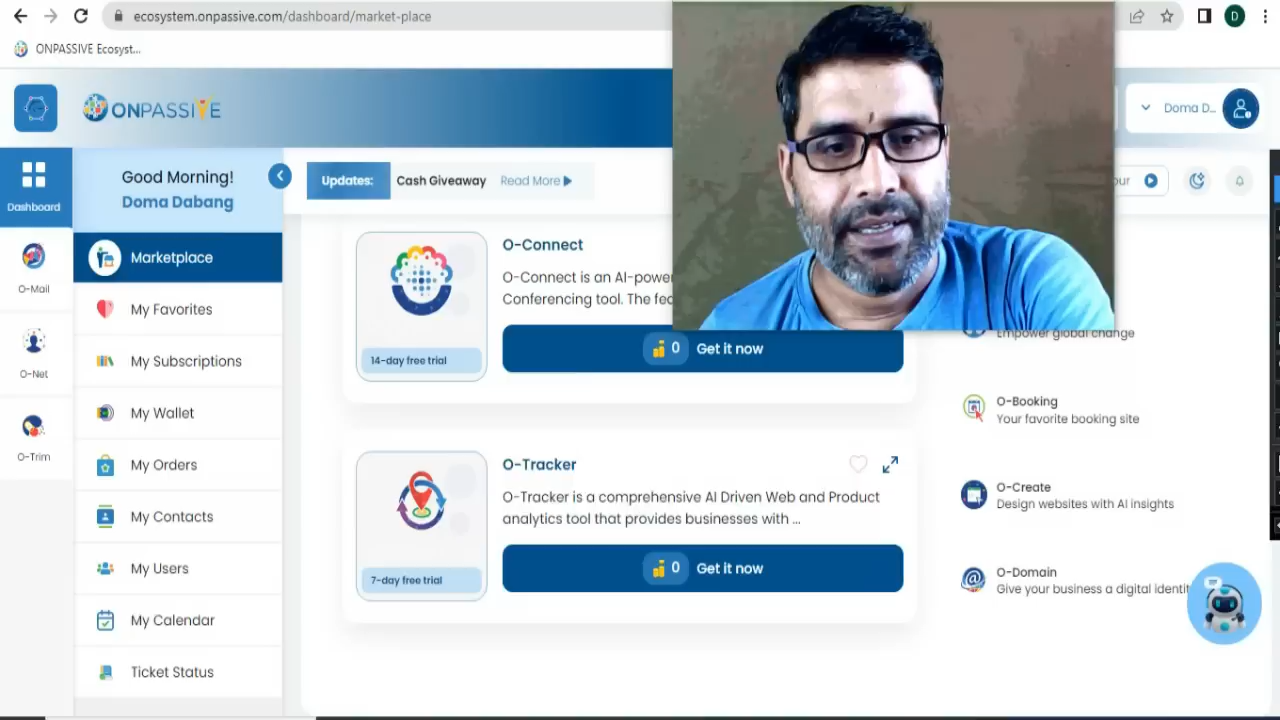 ecosystem.onpassive.com/dashboard/market-place
D
ONPASSIVE Ecosyst...
ONPASSIVE
Doma D...
Dashboard
O-Mail
O-Net
O-Trim
Good Morning!
Doma Dabang
Marketplace
My Favorites
My Subscriptions
My Wallet
My Orders
My Contacts
My Users
My Calendar
Ticket Status
Updates: Cash Giveaway Read More
our
O-Connect
O-Connect is an AI-power
Conferencing tool. The fea
14-day free trial
0 Get it now
O-Tracker
O-Tracker is a comprehensive AI Driven Web and Product
analytics tool that provides businesses with ...
7-day free trial
0 Get it now
Empower global change
O-Booking
Your favorite booking site
O-Create
Design websites with AI insights
O-Domain
Give your business a digital identit